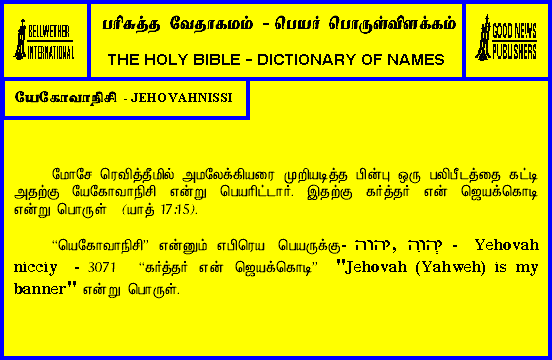 BELLWETHER
INTERNATIONAL
பரிசுத்த வேதாகமம் - பெயர் பொருள்விளக்கம்
THE HOLY BIBLE - DICTIONARY OF NAMES
GOOD NEWS
PUBLISHERS
யேகோவாநிசி - JEHOVAHNISSI
மோசே ரெவித்தீமில் அமலேக்கியரை முறியடித்த பின்பு ஒரு பலிபீடத்தை கட்டி
அதற்கு யேகோவாநிசி என்று பெயரிட்டார். இதற்கு கர்த்தர் என் ஜெயக்கொடி
என்று பொருள் (யாத் 17:15).
“யெகோவாநிசி” என்னும் எபிரெய பெயருக்கு- יהוה, יְהֹוָה - Yehovah
nicciy - 3071 “கர்த்தர் என் ஜெயக்கொடி” "Jehovah (Yahweh) is my
banner" என்று பொருள்.